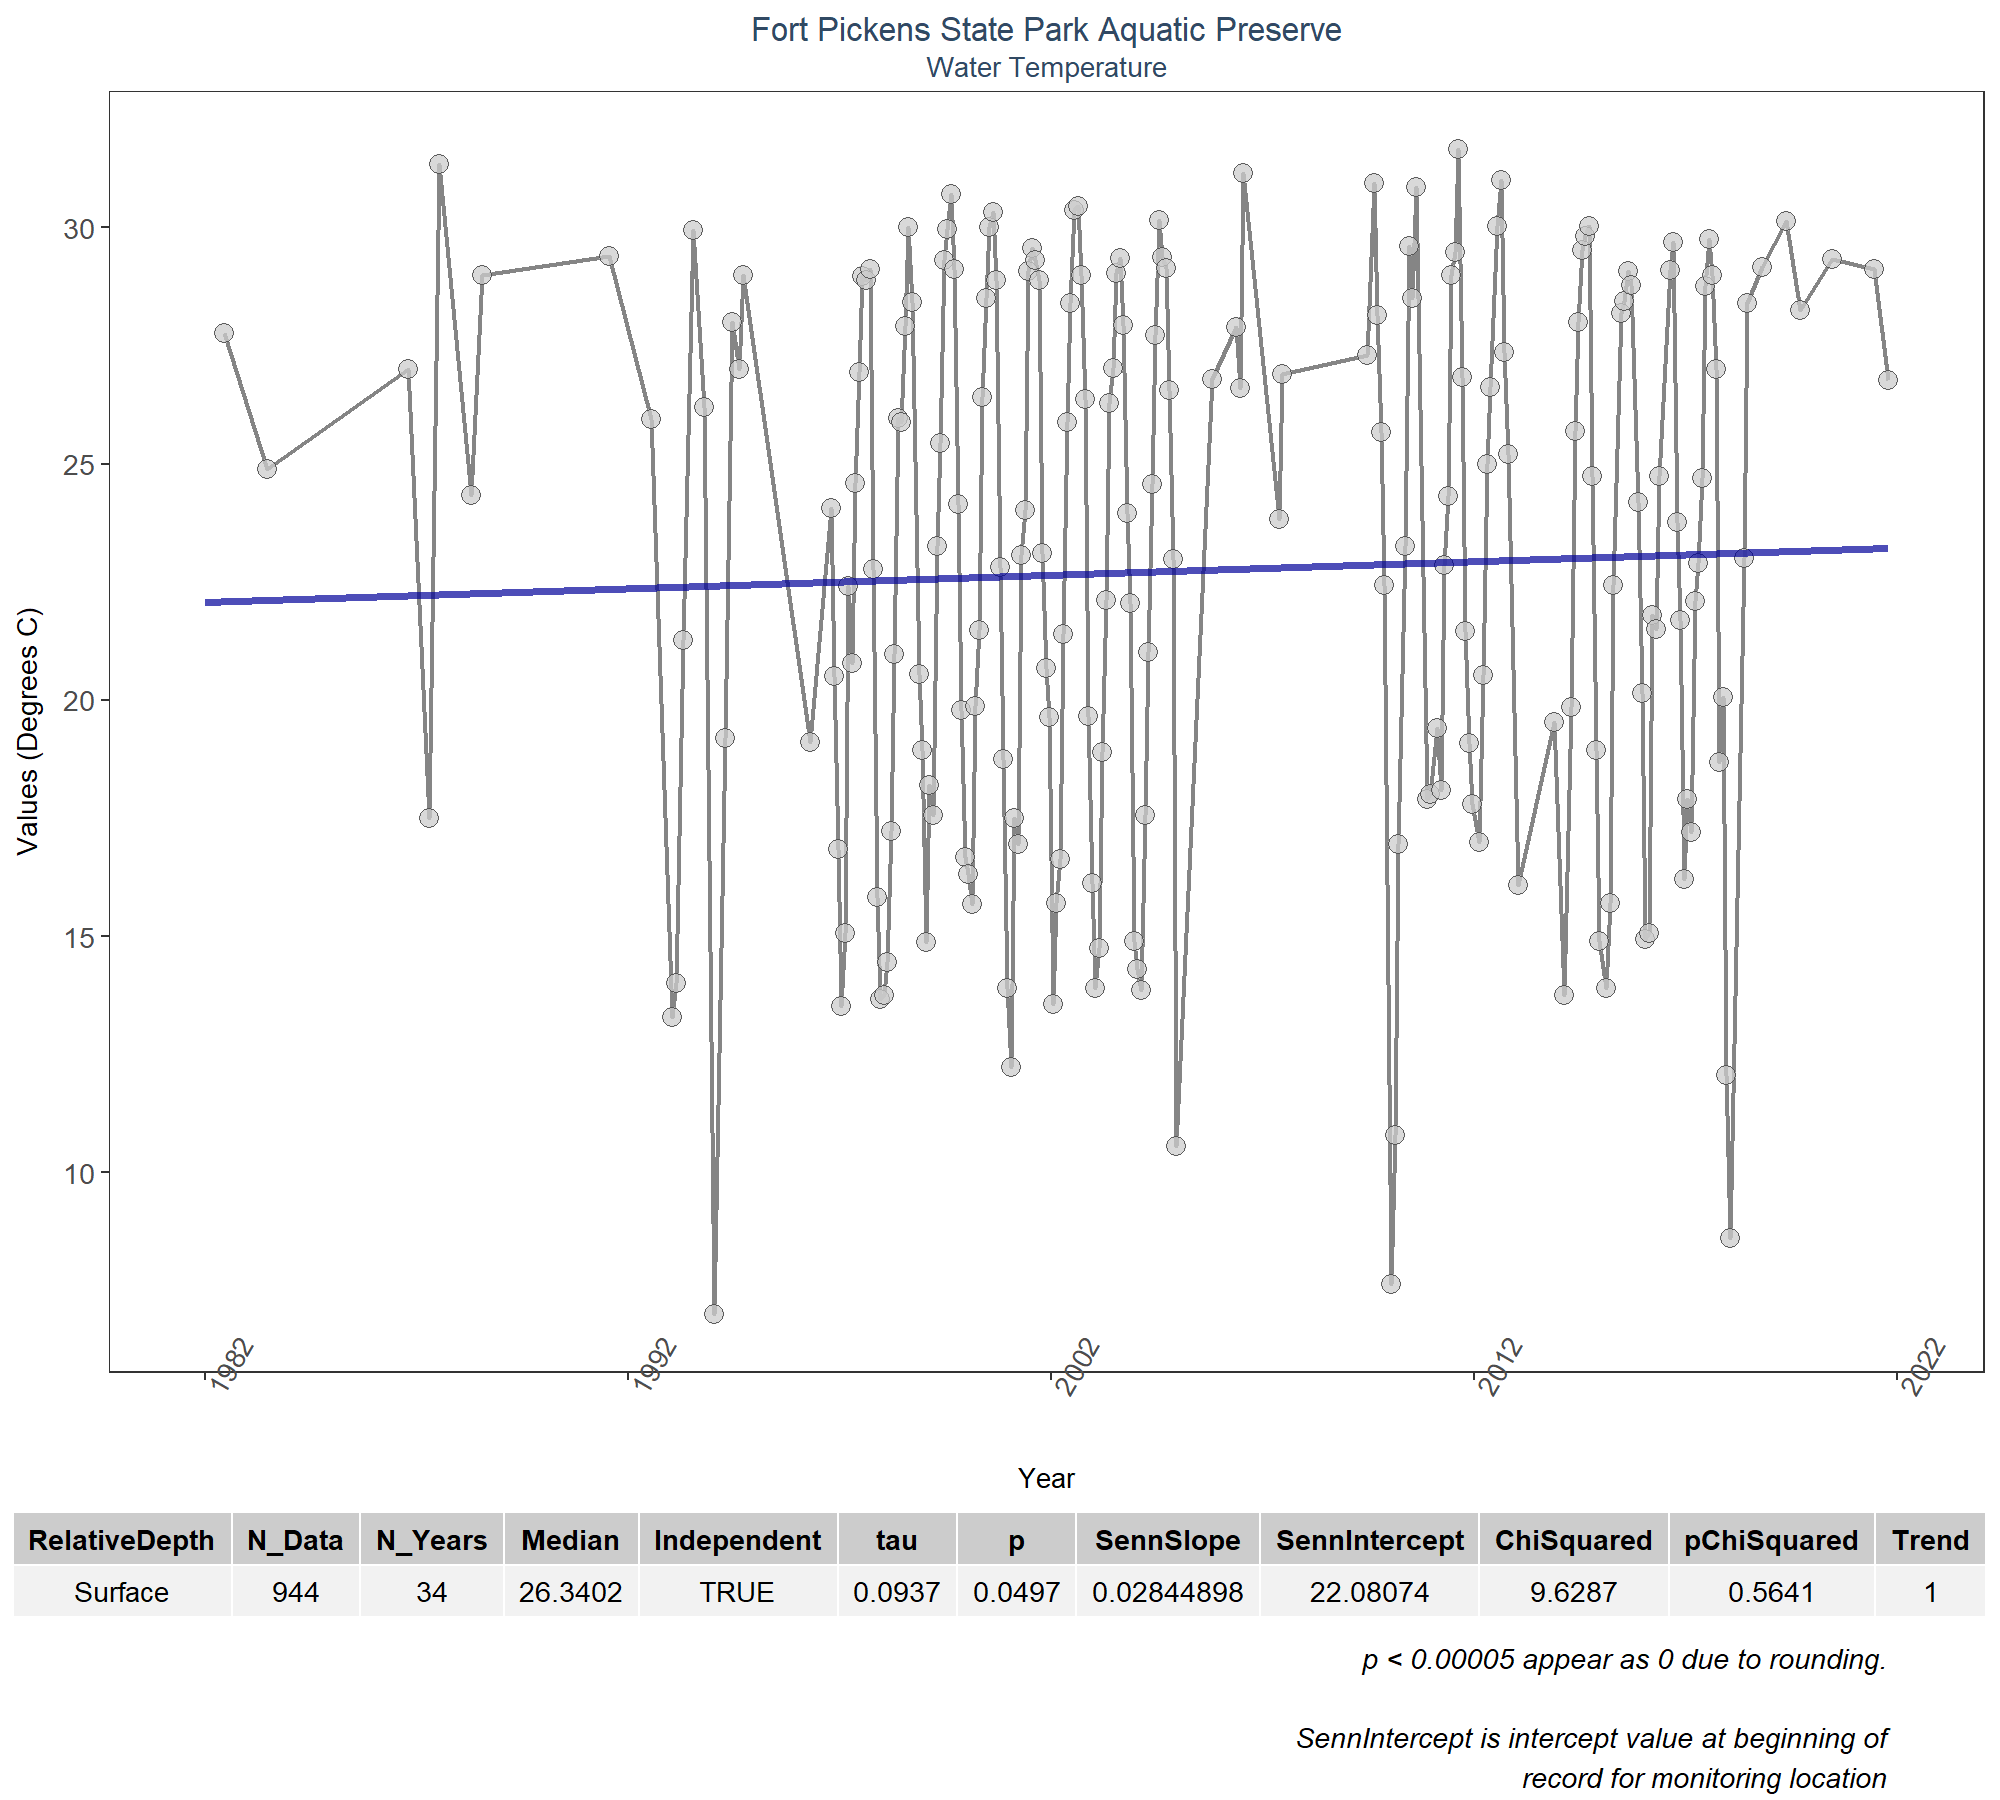 Fort Pickens State Park Aquatic Preserve
Water Temperature
Values (Degrees C)
30
25
20
15
10
1982
1992
2002
2012
2022
Year
RelativeDepth N_Data N_Years Median Independent tau p SennSlope SennIntercept ChiSquared pChiSquared Trend
Surface 944 34 26.3402 TRUE 0.0937 0.0497 0.02844898 22.08074 9.6287 0.5641 1
p < 0.00005 appear as 0 due to rounding.
SennIntercept is intercept value at beginning of
record for monitoring location